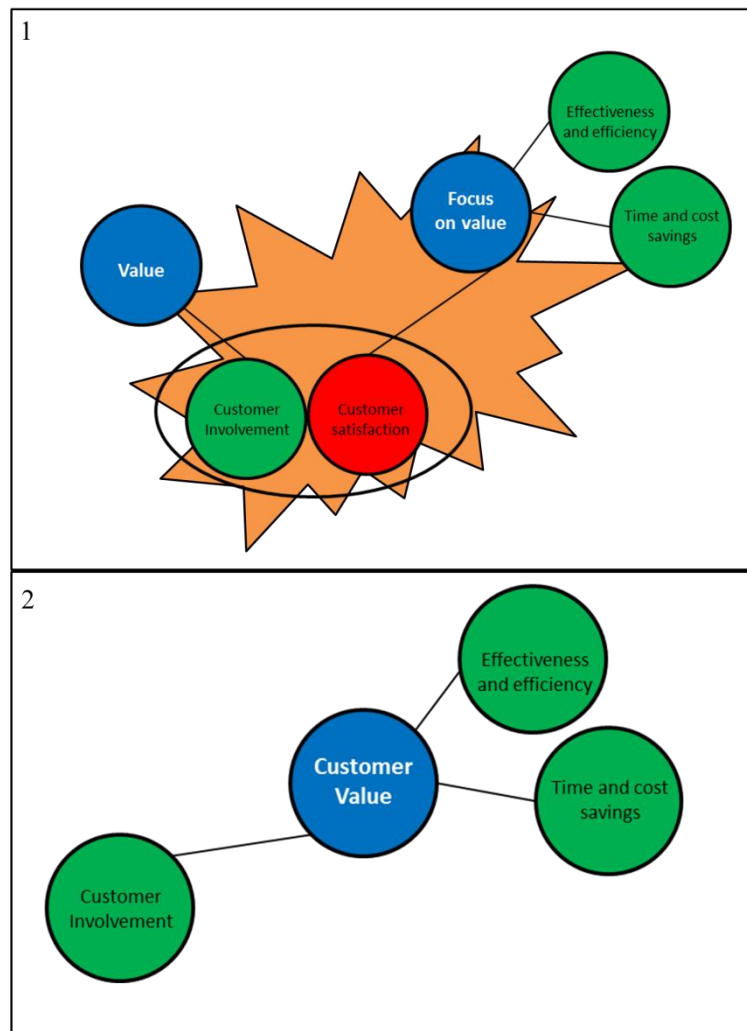 1
Effectiveness
and efficiency
Focus
on value
Time and cost
savings
Value
Customer
Involvement
Customer
satisfaction
2
Effectiveness
and efficiency
Customer
Value
Time and cost
savings
Customer
Involvement